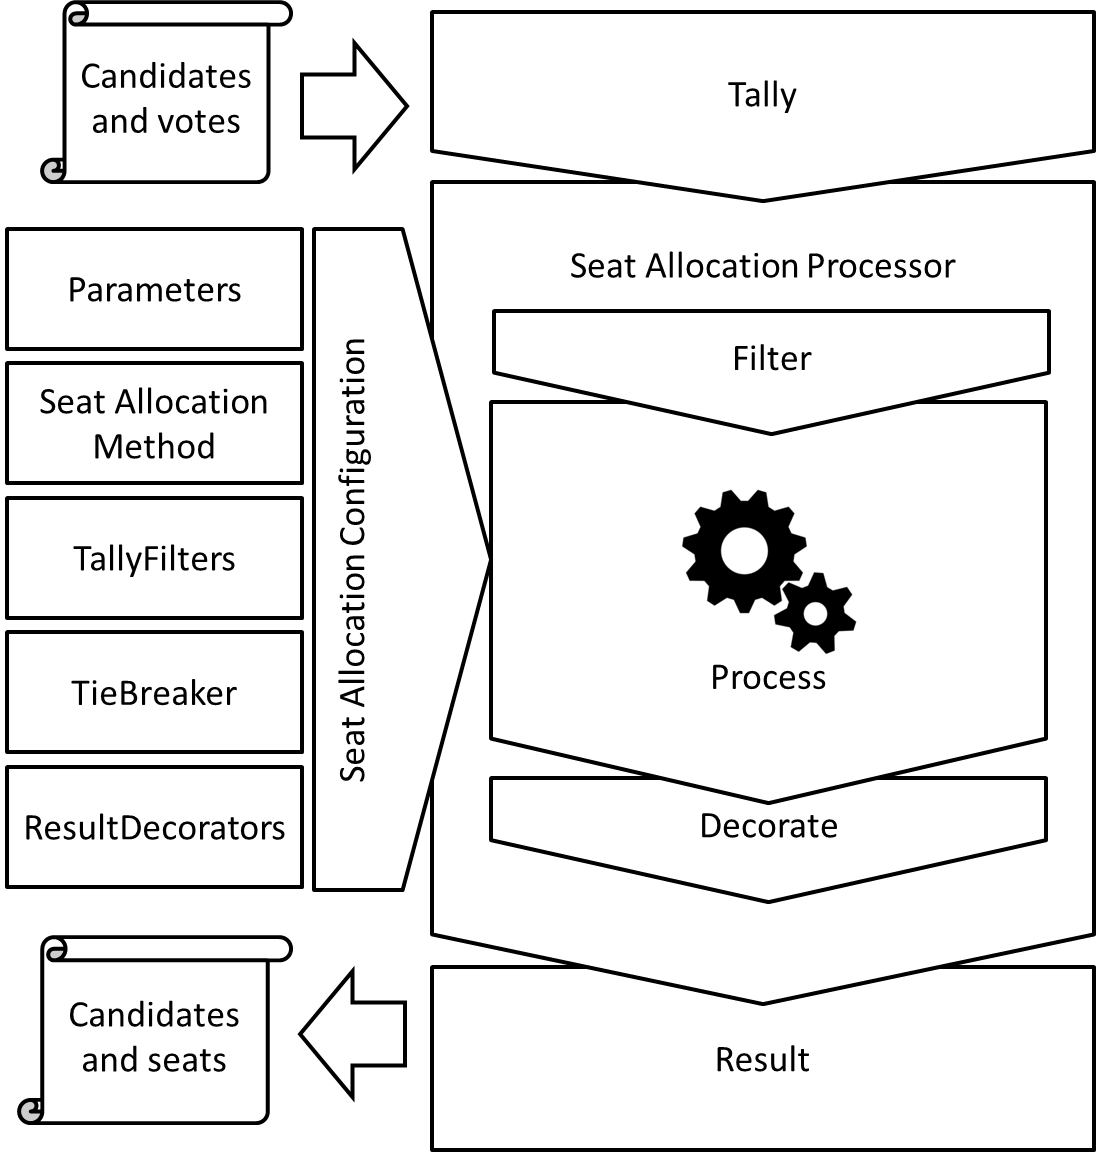 Candidates
and votes
Tally
Parameters
Seat Allocation
Method
TallyFilters
TieBreaker
ResultDecorators
Seat Allocation Configuration
Seat Allocation Processor
Filter
Process
Decorate
Candidates
and seats
Result